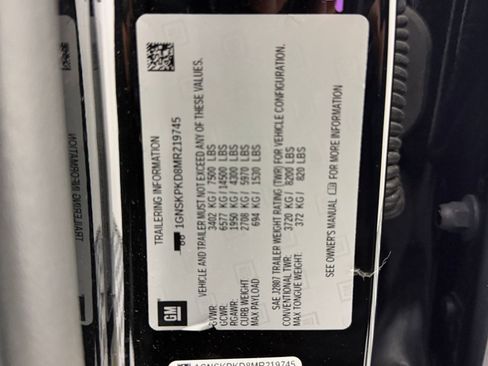 GM
TRAILERING INFORMATION
1GNSKPKD8MR219745
VEHICLE AND TRAILER MUST NOT EXCEED ANY OF THESE VALUES.
GVWR: 3402 KG / 7500 LBS
GCWR: 6577 KG / 14500 LBS
RGAWR: 1950 KG / 4300 LBS
CURB WEIGHT: 2708 KG / 5970 LBS
MAX PAYLOAD 694 KG / 1530 LBS
SAE J2807 TRAILER WEIGHT RATING (TWR) FOR VEHICLE CONFIGURATION.
CONVENTIONAL TWR: 3720 KG / 8200 LBS
MAX TONGUE WEIGHT: 372 KG / 820 LBS
SEE OWNER'S MANUAL FOR MORE INFORMATION
1GNSKPKD8MR219745